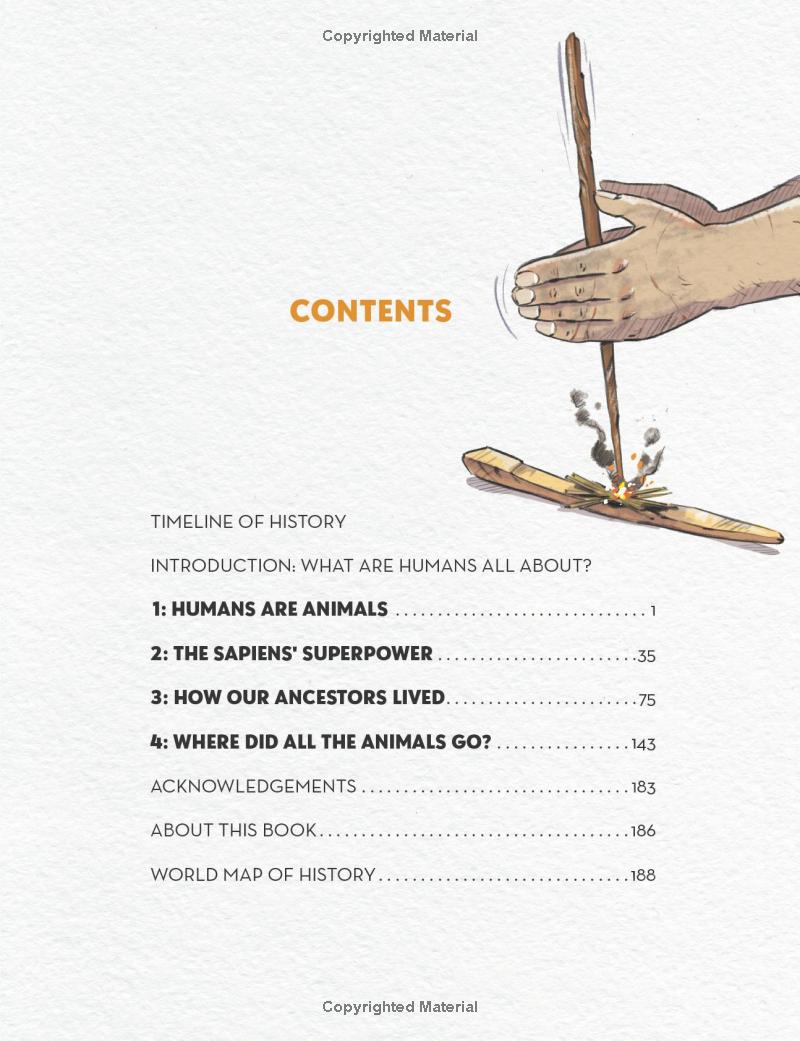 Copyrighted Material
CONTENTS
TIMELINE OF HISTORY
INTRODUCTION: WHAT ARE HUMANS ALL ABOUT?
1: HUMANS ARE ANIMALS ............................. 1
2: THE SAPIENS' SUPERPOWER ........................35
3: HOW OUR ANCESTORS LIVED.......................75
4: WHERE DID ALL THE ANIMALS GO? ................143
ACKNOWLEDGEMENTS ................................183
ABOUT THIS BOOK.....................................186
WORLD MAP OF HISTORY..............................188
Copyrighted Material